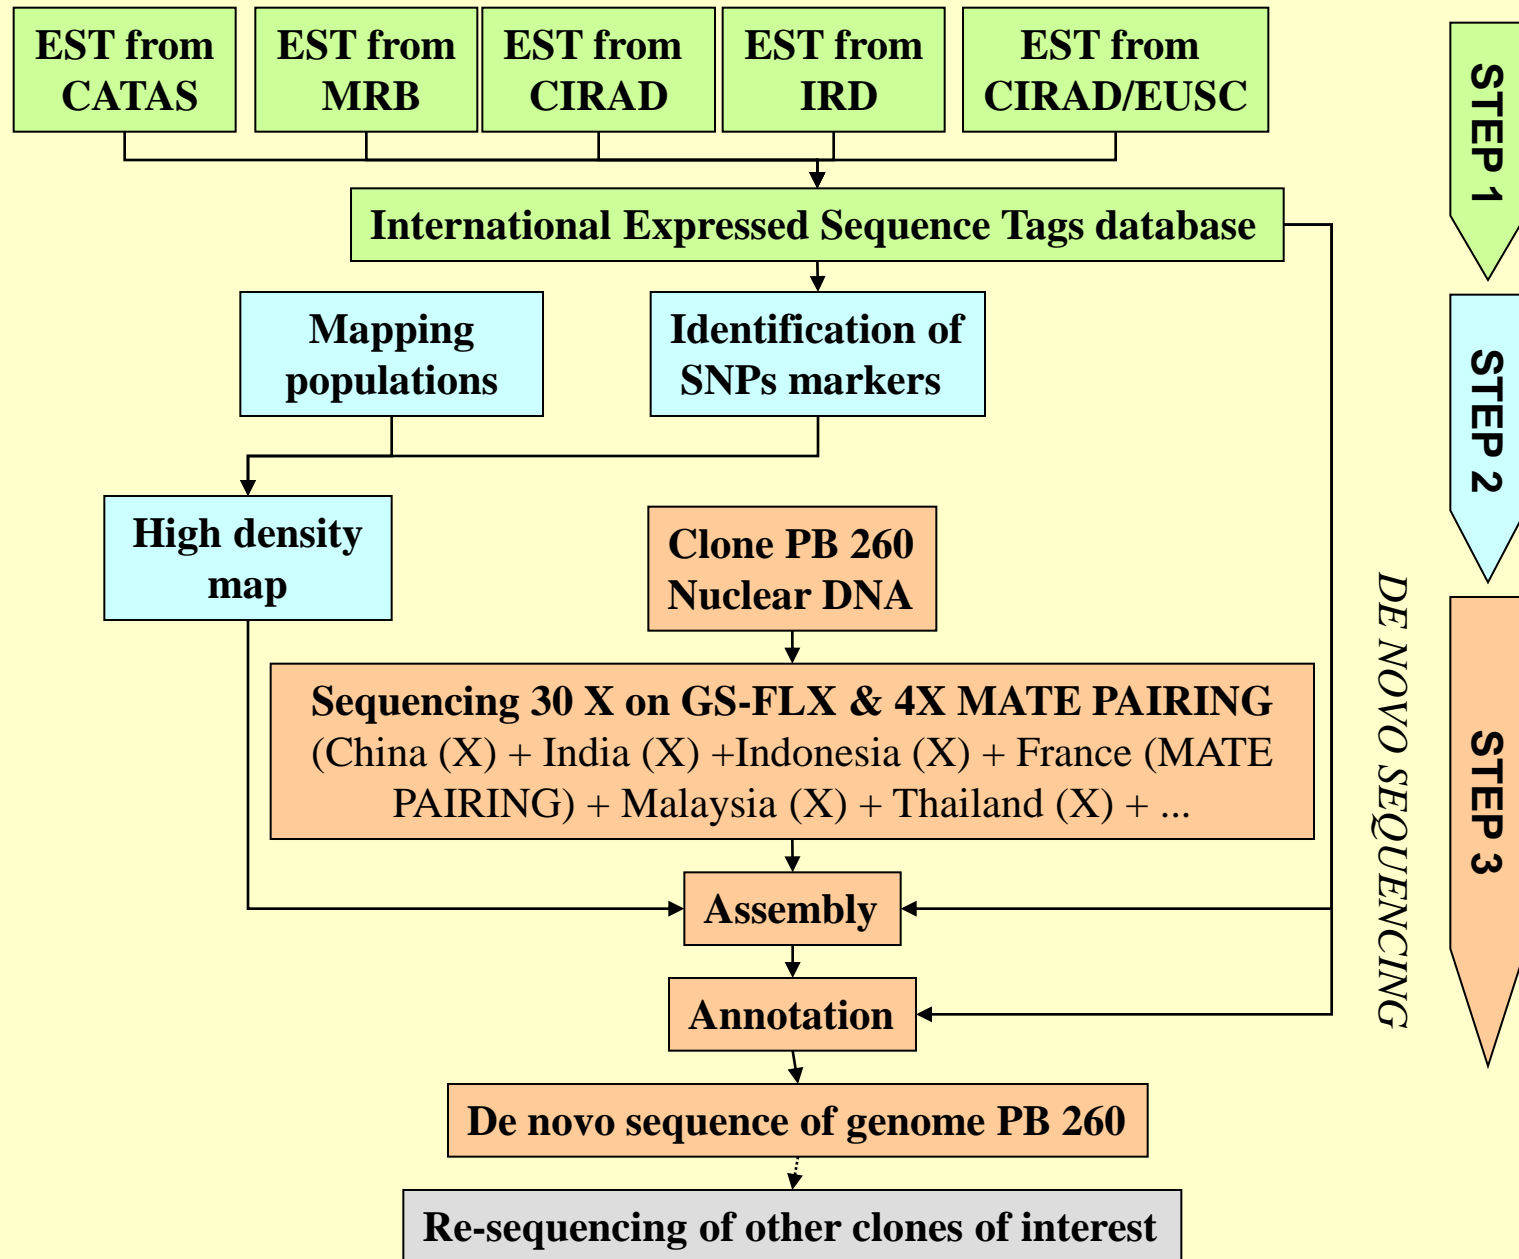 EST from
CATAS
EST from
MRB
EST from
CIRAD
EST from
IRD
EST from
CIRAD/EUSC
STEP 1
International Expressed Sequence Tags database
Mapping
populations
Identification of
SNPs markers
STEP 2
High density
map
Clone PB 260
Nuclear DNA
DE NOVO SEQUENCING
STEP 3
Sequencing 30 X on GS-FLX & 4X MATE PAIRING
(China (X) + India (X) +Indonesia (X) + France (MATE
PAIRING) + Malaysia (X) + Thailand (X) + ...
Assembly
Annotation
De novo sequence of genome PB 260
Re-sequencing of other clones of interest